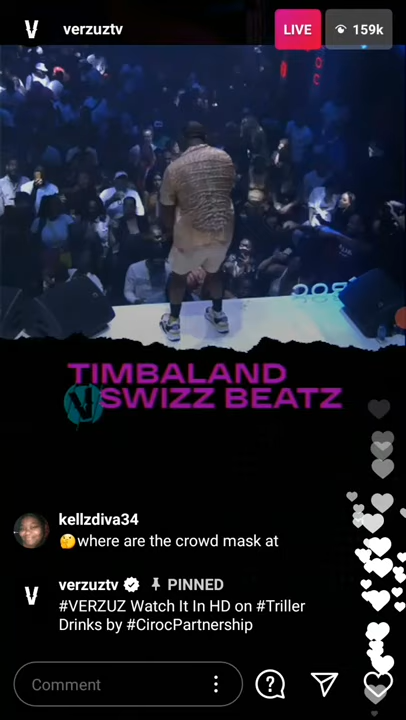 verzuztv
LIVE
159k
TIMBALAND
SWIZZ BEATZ
kellzdiva34
🤔where are the crowd mask at
verzuztv PINNED
#VERZUZ Watch It In HD on #Triller
Drinks by #CirocPartnership
Comment